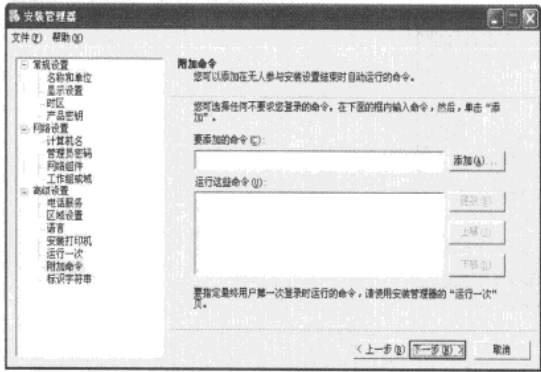 安装管理器
文件(F) 帮助(H)
常规设置
名称和单位
显示设置
时区
产品密钥
网络设置
计算机名
管理员密码
网络组件
工作组或域
高级设置
电话服务
区域设置
语言
安装打印机
运行一次
附加命令
标识字符串
附加命令
您可以添加在无人参与安装设置结束时自动运行的命令。
您可选择任何不要求您登录的命令。在下面的框内输入命令，然后，单击“添
加”。
要添加的命令(C):
添加(A)...
运行这些命令(U):
上移
下移
要指定最终用户第一次登录时运行的命令，请使用安装管理器的“运行一次”
页。
< 上一步(B) 下一步(N) > 取消